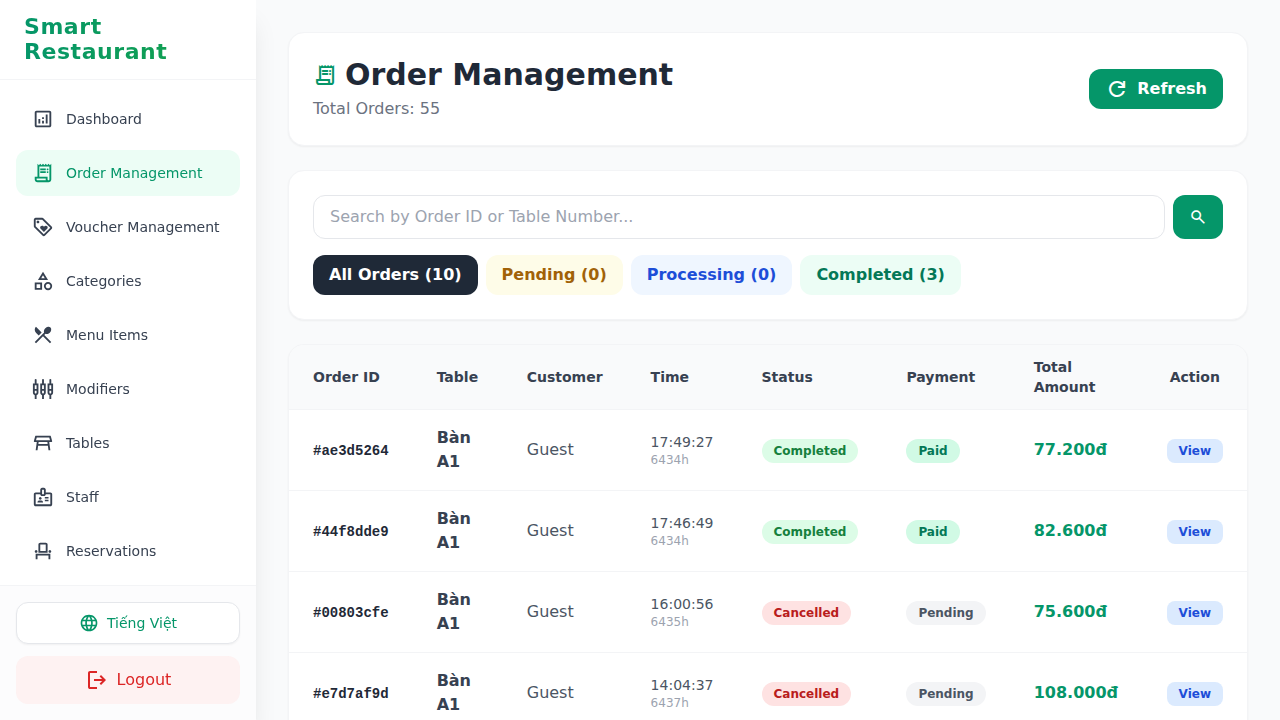 Smart
Restaurant
Dashboard
Order Management
Voucher Management
Categories
Menu Items
Modifiers
Tables
Staff
Reservations
Tiếng Việt
Logout
Order Management
Total Orders: 55
Refresh
Search by Order ID or Table Number...
All Orders (10) Pending (0) Processing (0) Completed (3)
Order ID Table Customer Time Status Payment Total Amount Action
#ae3d5264 Bàn A1 Guest 17:49:27 6434h Completed Paid 77.200đ View
#44f8dde9 Bàn A1 Guest 17:46:49 6434h Completed Paid 82.600đ View
#00803cfe Bàn A1 Guest 16:00:56 6435h Cancelled Pending 75.600đ View
#e7d7af9d Bàn A1 Guest 14:04:37 6437h Cancelled Pending 108.000đ View